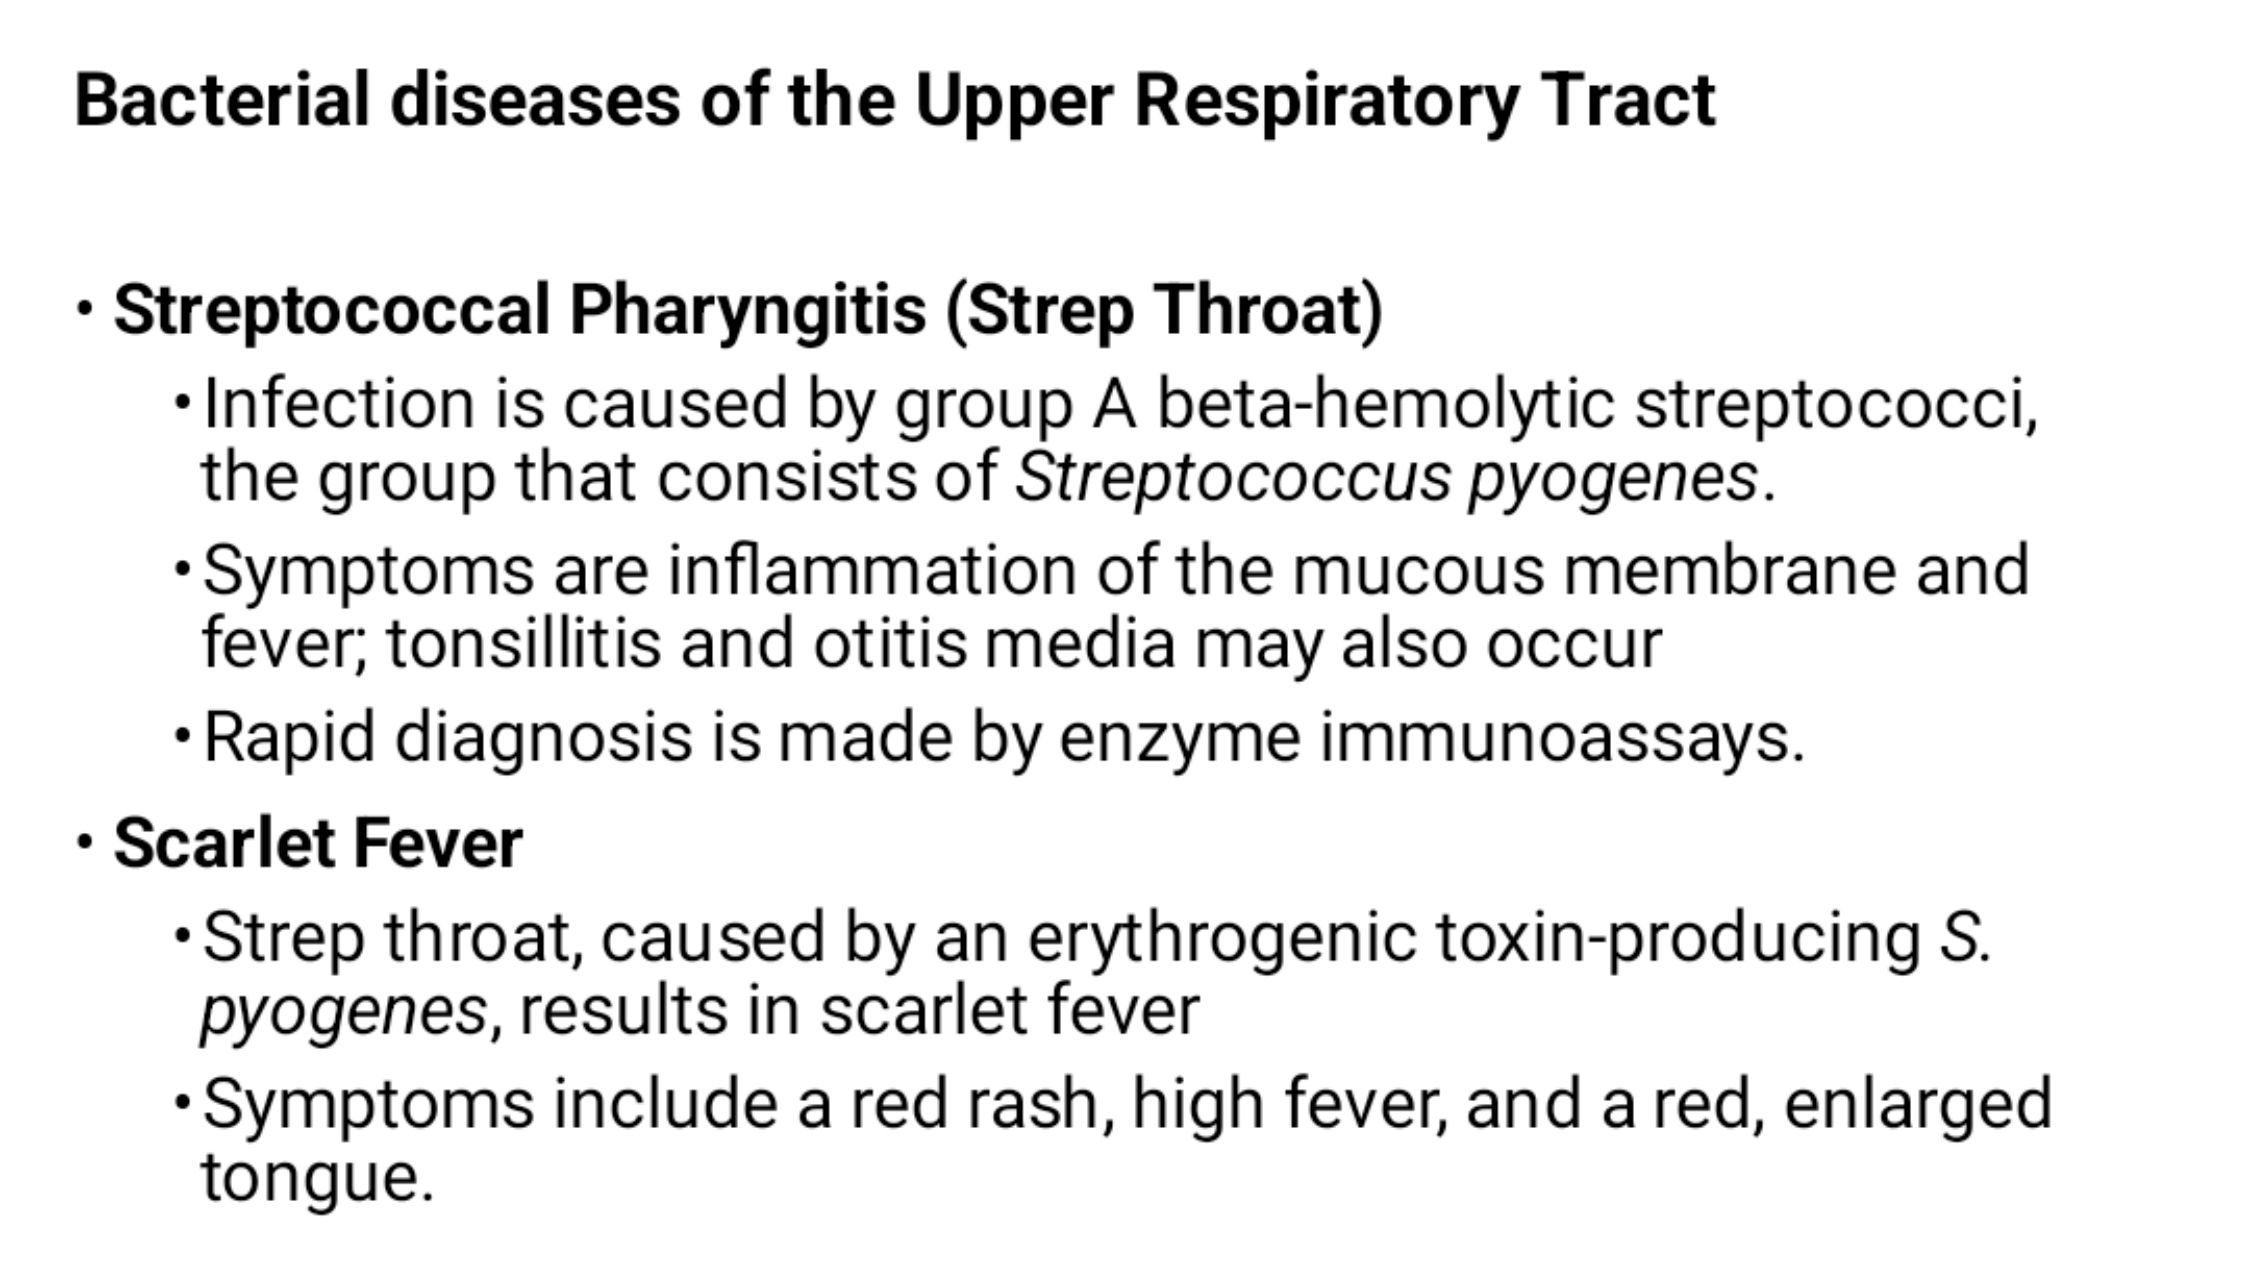 Bacterial diseases of the Upper Respiratory Tract
• Streptococcal Pharyngitis (Strep Throat)
• Infection is caused by group A beta-hemolytic streptococci,
the group that consists of Streptococcus pyogenes.
• Symptoms are inflammation of the mucous membrane and
fever; tonsillitis and otitis media may also occur
• Rapid diagnosis is made by enzyme immunoassays.
• Scarlet Fever
• Strep throat, caused by an erythrogenic toxin-producing S.
pyogenes, results in scarlet fever
• Symptoms include a red rash, high fever, and a red, enlarged
tongue.